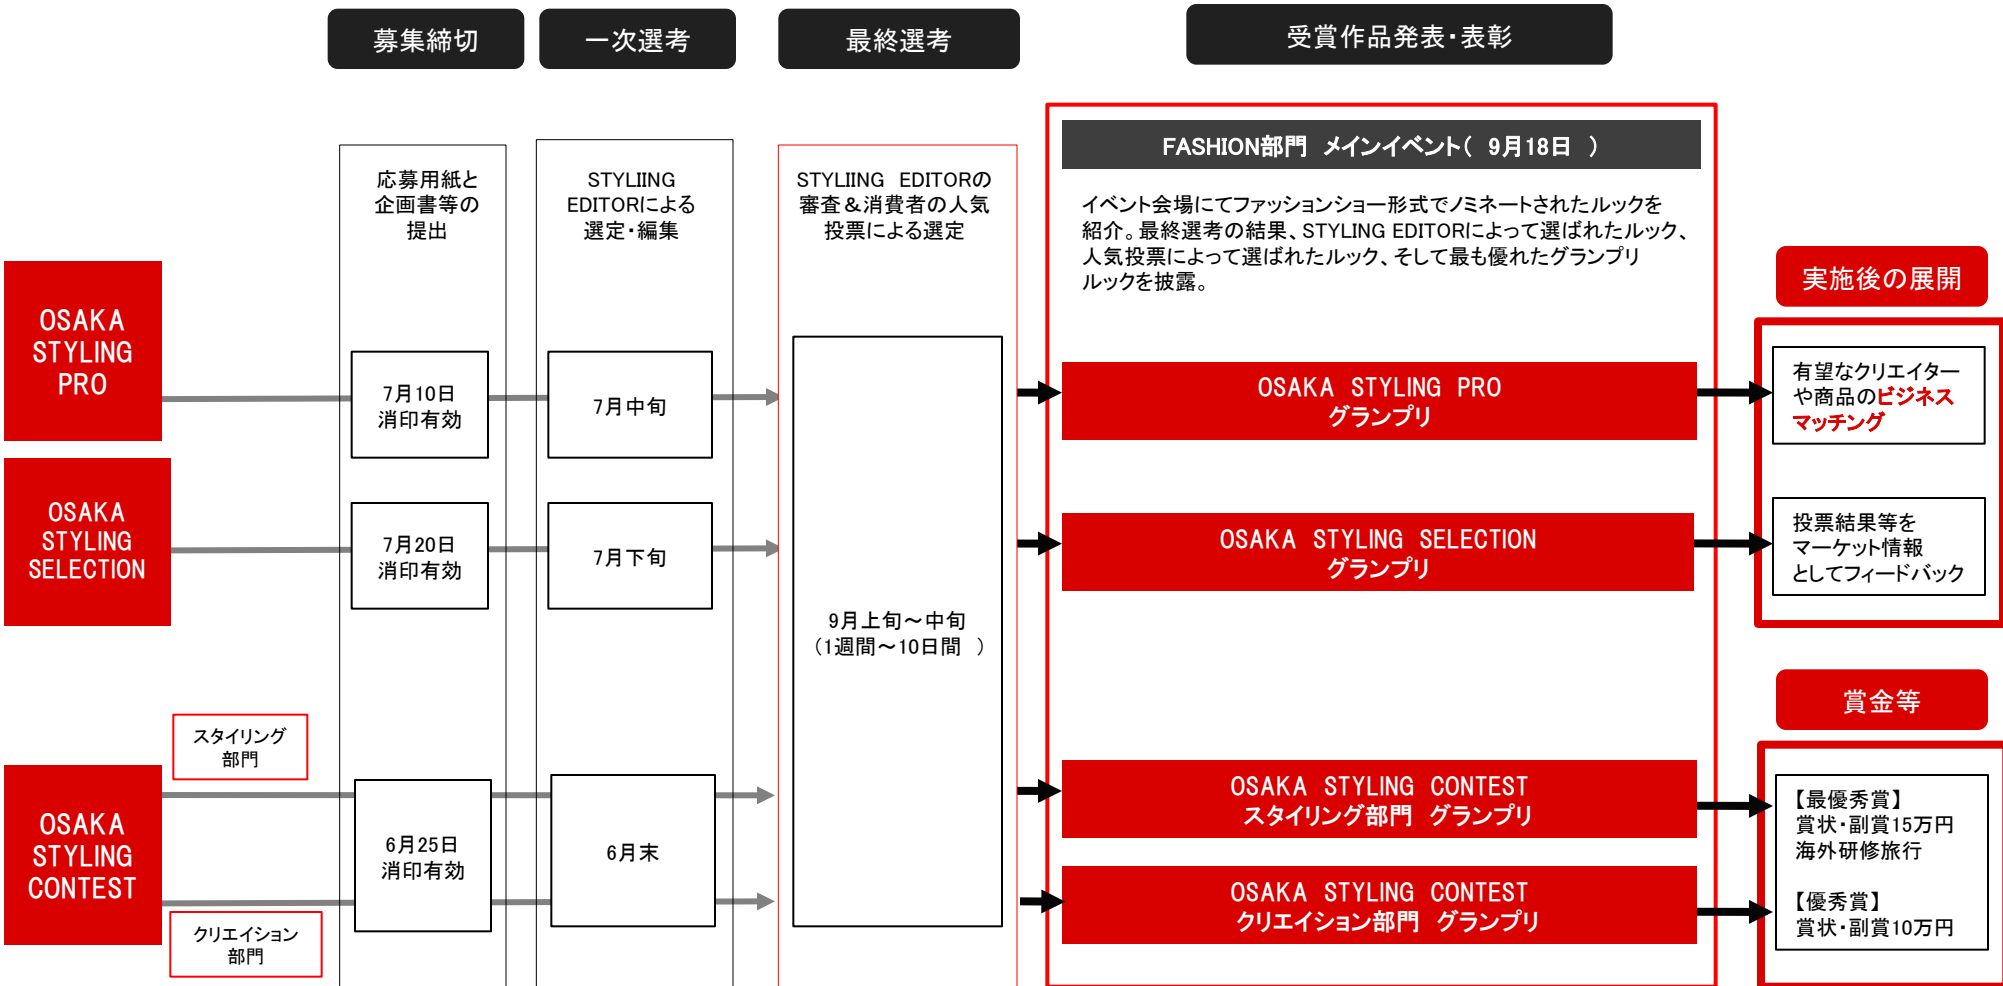 募集締切
一次選考
最終選考
受賞作品発表・表彰
応募用紙と
企画書等の
提出
STYLIING
EDITORによる
選定・編集
STYLIING EDITORの
審査＆消費者の人気
投票による選定
FASHION部門 メインイベント( 9月18日 )
イベント会場にてファッションショー形式でノミネートされたルックを
紹介。最終選考の結果、STYLING EDITORによって選ばれたルック、
人気投票によって選ばれたルック、そして最も優れたグランプリ
ルックを披露。
実施後の展開
OSAKA
STYLING
PRO
7月10日
消印有効
7月中旬
OSAKA STYLING PRO
グランプリ
有望なクリエイター
や商品のビジネス
マッチング
OSAKA
STYLING
SELECTION
7月20日
消印有効
7月下旬
OSAKA STYLING SELECTION
グランプリ
投票結果等を
マーケット情報
としてフィードバック
9月上旬～中旬
（1週間～10日間 ）
賞金等
スタイリング
部門
OSAKA
STYLING
CONTEST
クリエイション
部門
6月25日
消印有効
6月末
OSAKA STYLING CONTEST
スタイリング部門 グランプリ
OSAKA STYLING CONTEST
クリエイション部門 グランプリ
【最優秀賞】
賞状・副賞15万円
海外研修旅行
【優秀賞】
賞状・副賞10万円